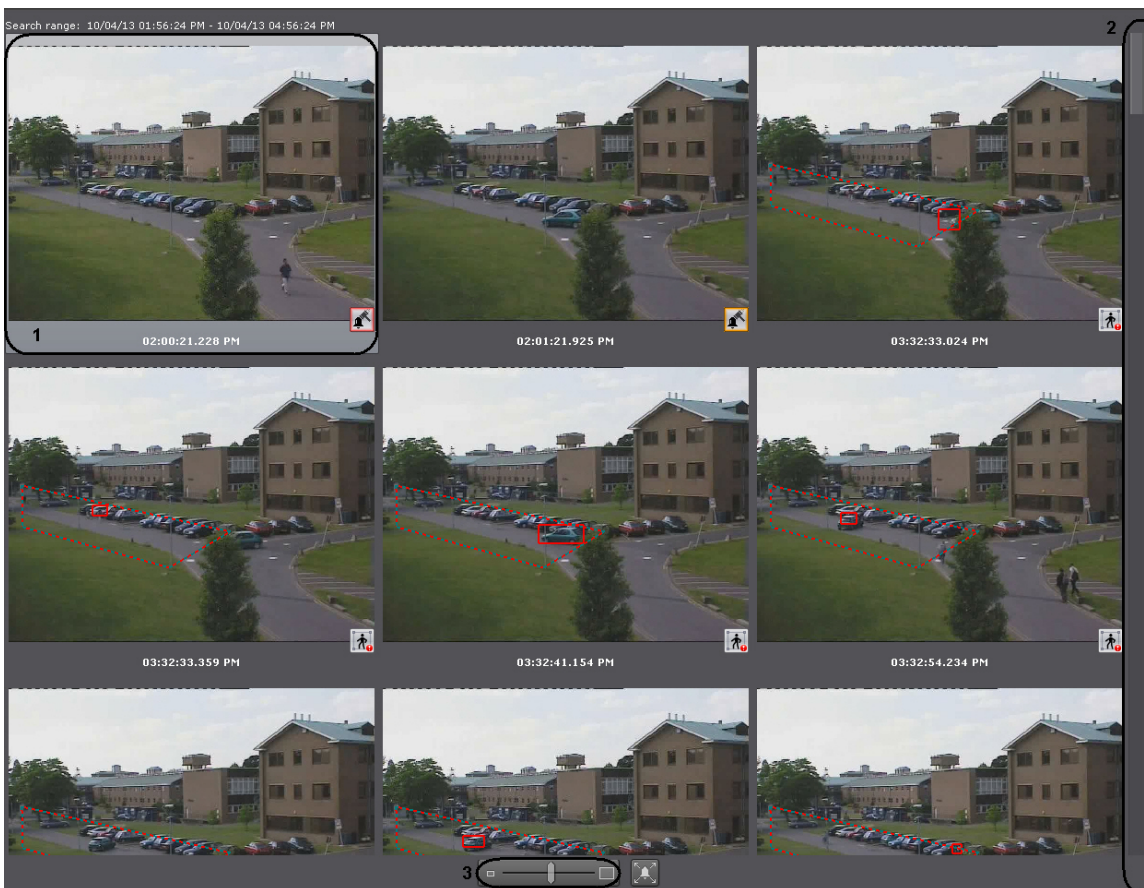 Search range: 10/04/13 01:56:24 PM - 10/04/13 04:56:24 PM
2
1
02:00:21.228 PM
02:01:21.925 PM
03:32:33.024 PM
03:32:33.359 PM
03:32:41.154 PM
03:32:54.234 PM
3